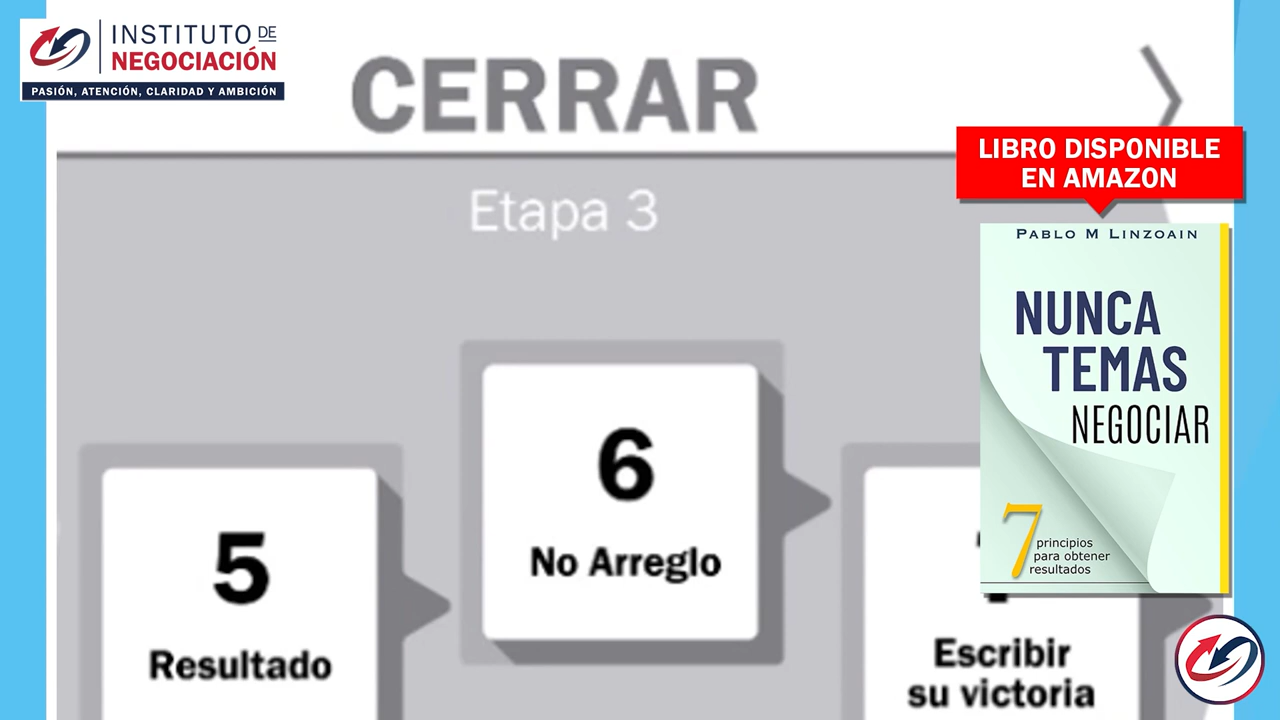 INSTITUTO DE
NEGOCIACIÓN
PASIÓN, ATENCIÓN, CLARIDAD Y AMBICIÓN
CERRAR
Etapa 3
5
Resultado
6
No Arreglo
Escribir
su victoria
LIBRO DISPONIBLE
EN AMAZON
PABLO M LINZOAIN
NUNCA
TEMAS
NEGOCIAR
7 principios
para obtener
resultados